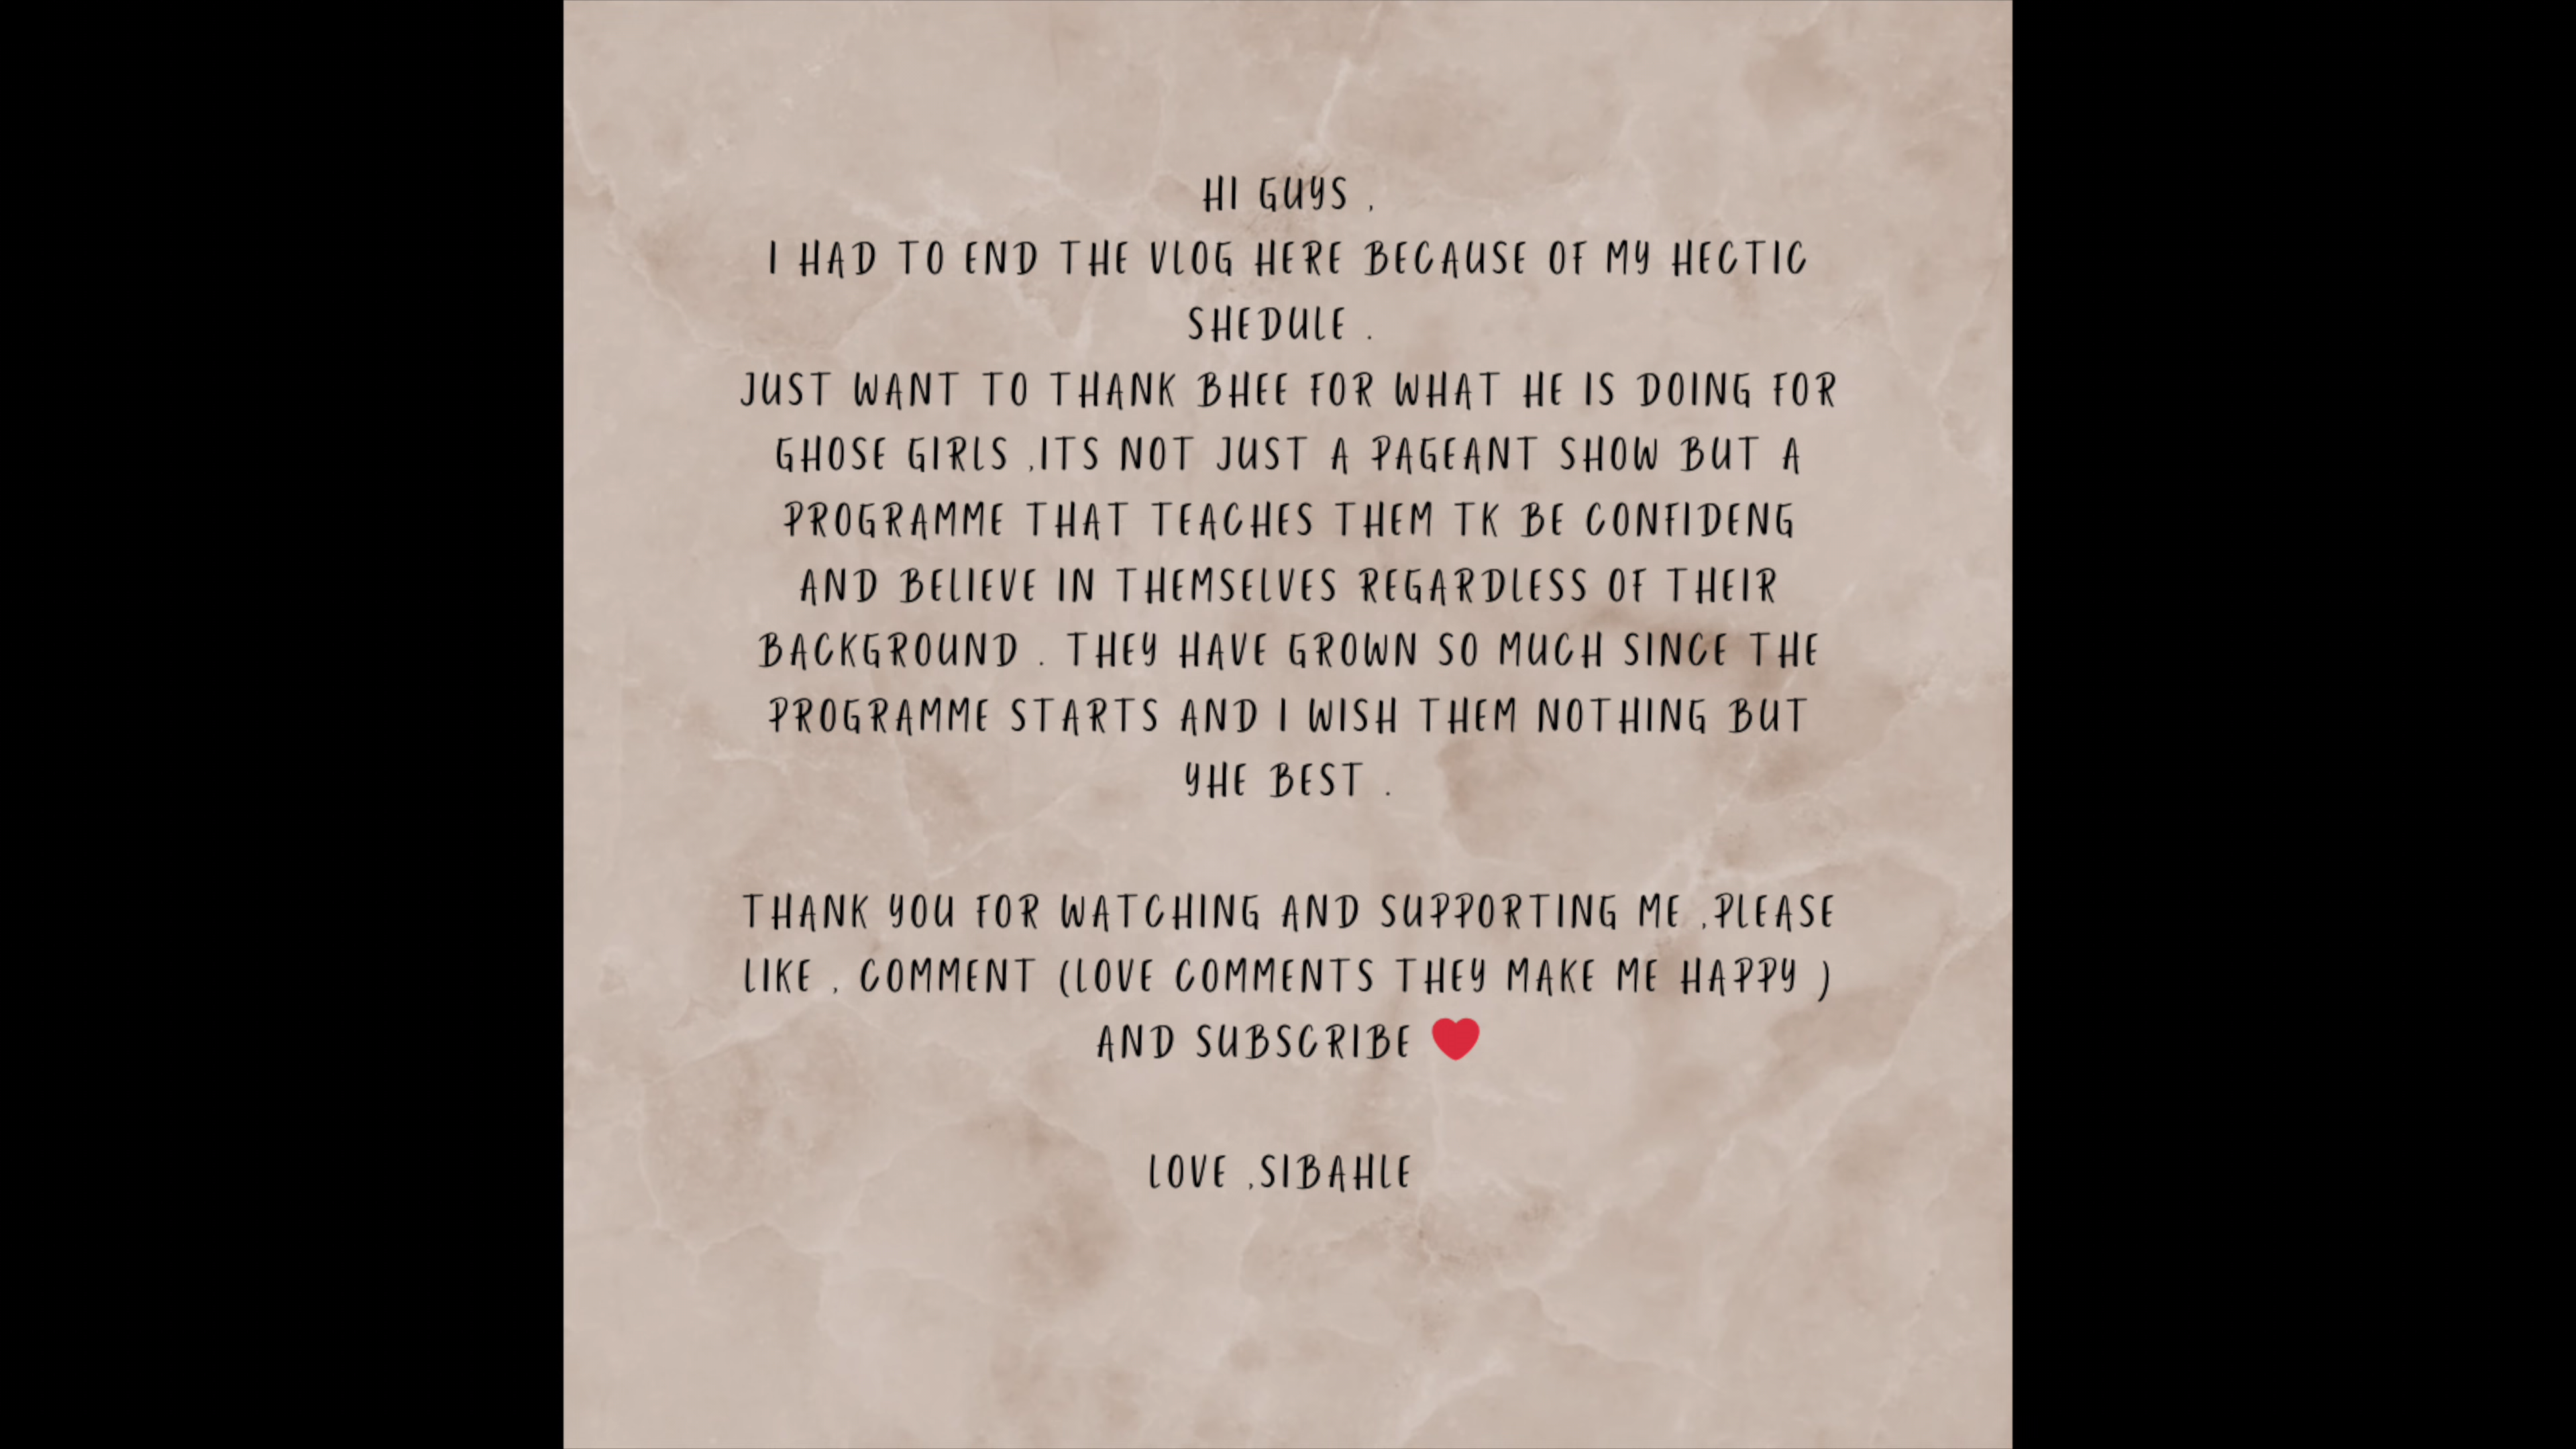 HI GUYS ,
I HAD TO END THE VLOG HERE BECAUSE OF MY HECTIC
SHEDULE .
JUST WANT TO THANK BHEE FOR WHAT HE IS DOING FOR
GHOSE GIRLS ,ITS NOT JUST A PAGEANT SHOW BUT A
PROGRAMME THAT TEACHES THEM TK BE CONFIDENG
AND BELIEVE IN THEMSELVES REGARDLESS OF THEIR
BACKGROUND . THEY HAVE GROWN SO MUCH SINCE THE
PROGRAMME STARTS AND I WISH THEM NOTHING BUT
YHE BEST .
THANK YOU FOR WATCHING AND SUPPORTING ME ,PLEASE
LIKE , COMMENT (LOVE COMMENTS THEY MAKE ME HAPPY )
AND SUBSCRIBE ❤️
LOVE ,SIBAHLE